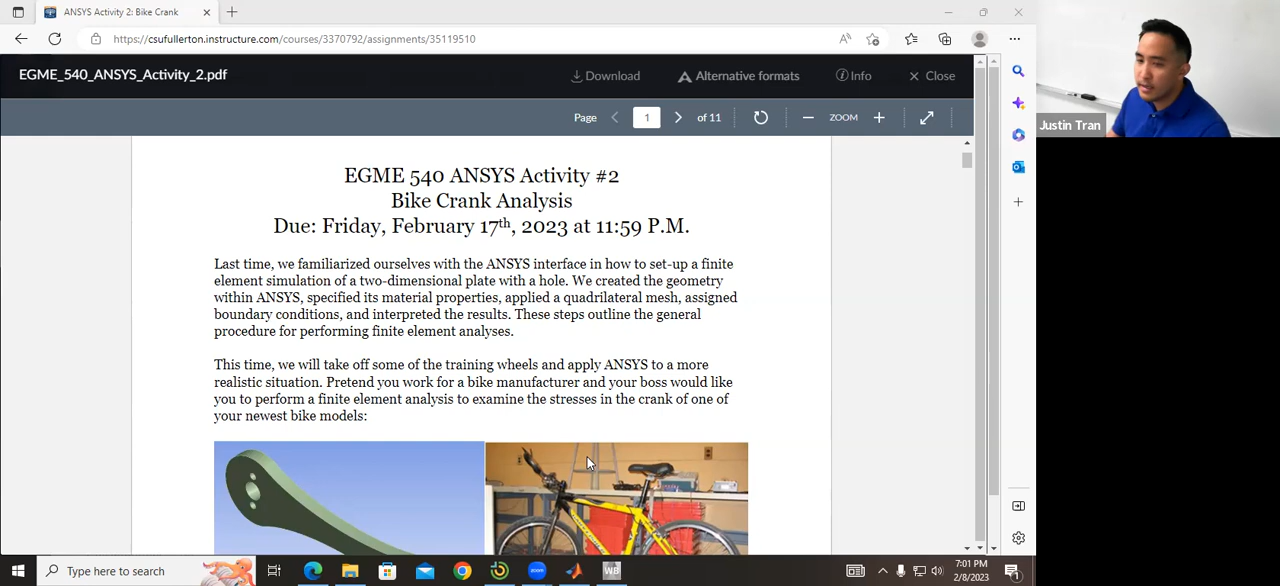 ANSYS Activity 2: Bike Crank
https://csufullerton.instructure.com/courses/3370792/assignments/35119510
EGME_540_ANSYS_Activity_2.pdf
Download
Alternative formats
Info
Close
Page
1
of 11
ZOOM
EGME 540 ANSYS Activity #2
Bike Crank Analysis
Due: Friday, February 17th, 2023 at 11:59 P.M.
Last time, we familiarized ourselves with the ANSYS interface in how to set-up a finite
element simulation of a two-dimensional plate with a hole. We created the geometry
within ANSYS, specified its material properties, applied a quadrilateral mesh, assigned
boundary conditions, and interpreted the results. These steps outline the general
procedure for performing finite element analyses.
This time, we will take off some of the training wheels and apply ANSYS to a more
realistic situation. Pretend you work for a bike manufacturer and your boss would like
you to perform a finite element analysis to examine the stresses in the crank of one of
your newest bike models:
Justin Tran
Type here to search
zoom
WB
7:01 PM
2/8/2023
1